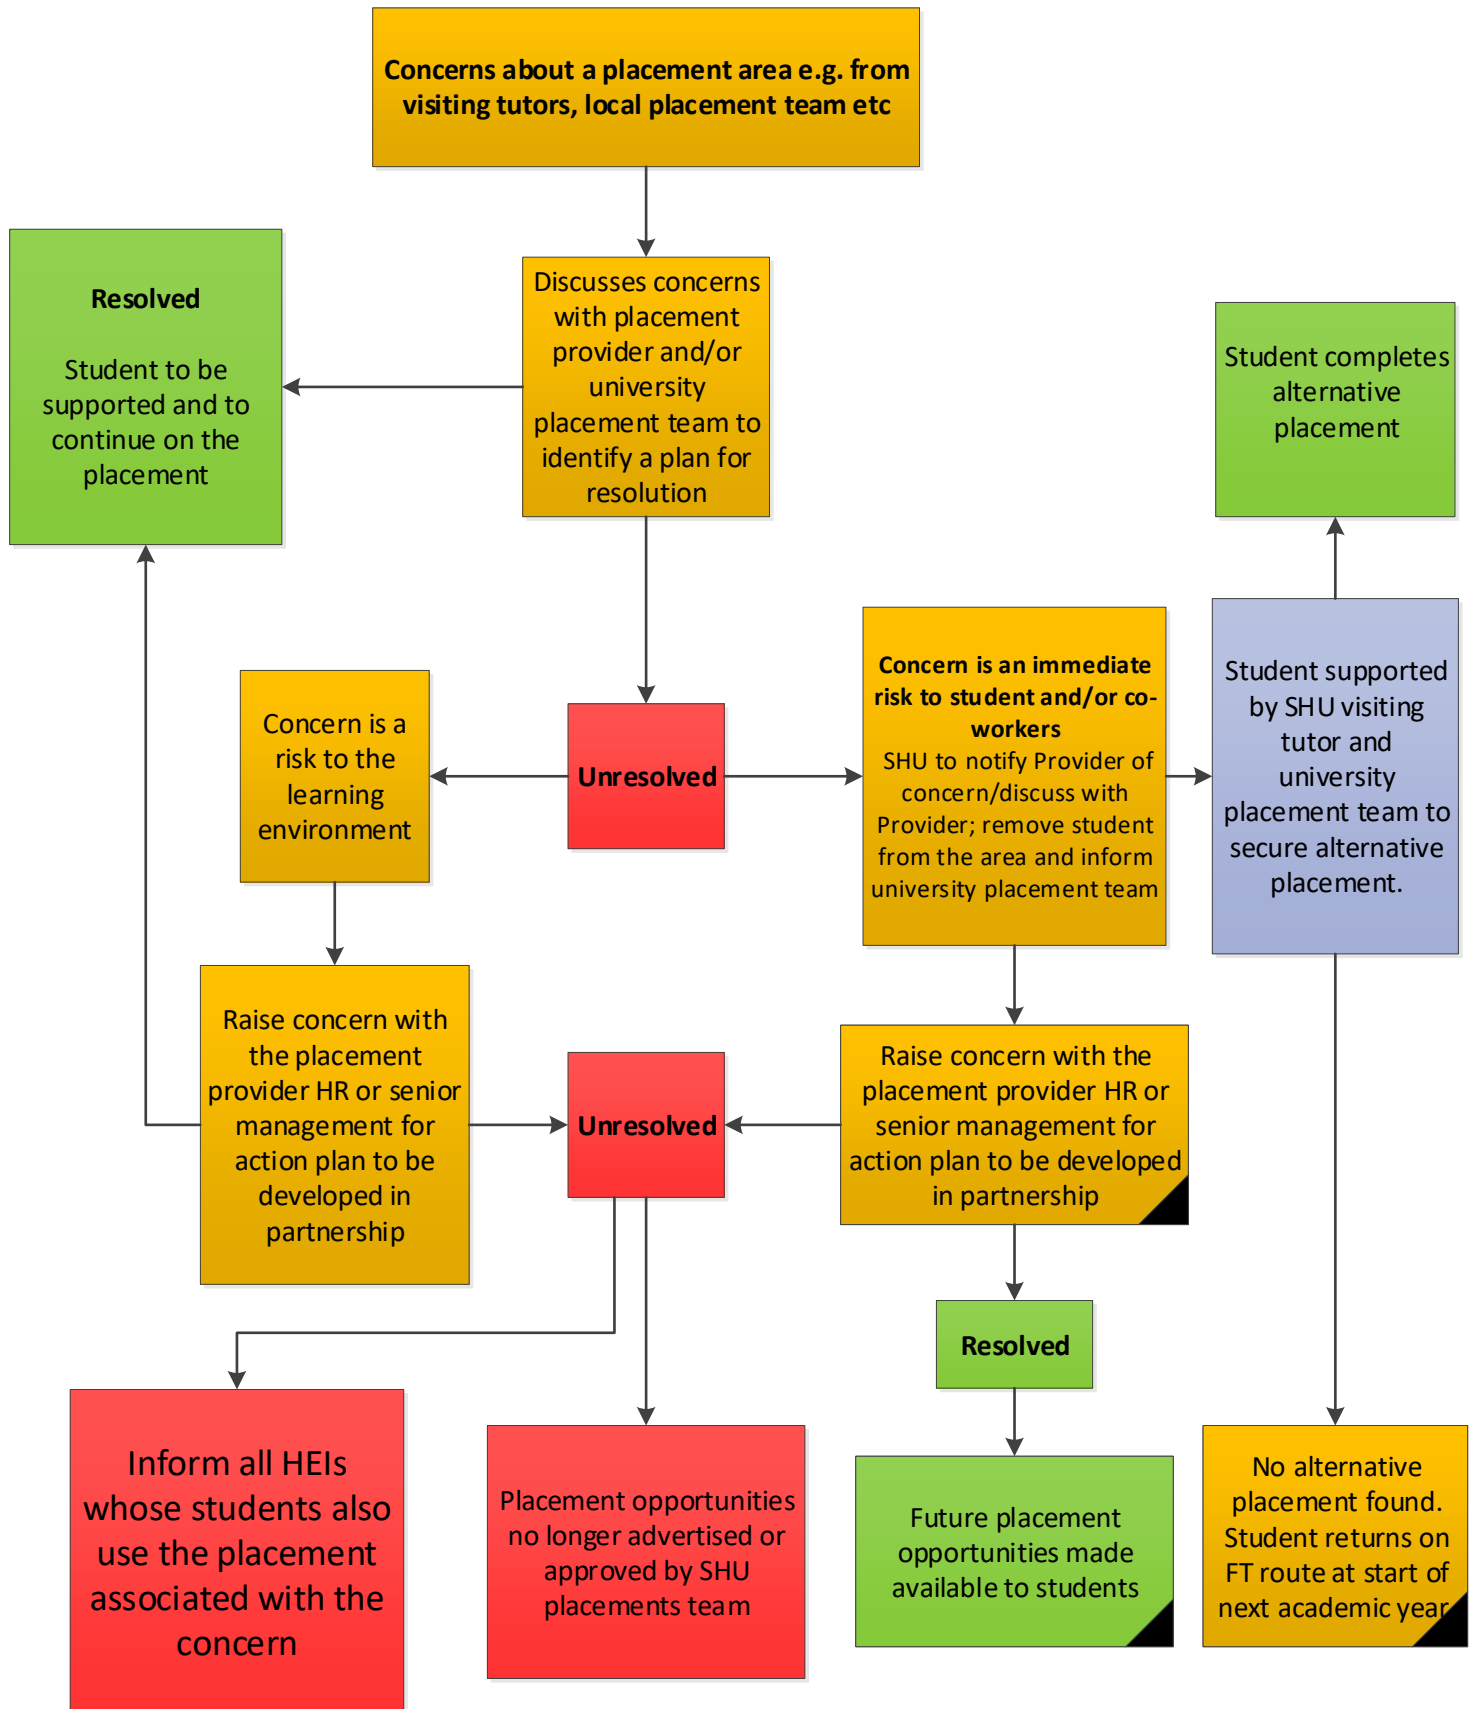 Concerns about a placement area e.g. from
visiting tutors, local placement team etc
Resolved
Student to be
supported and to
continue on the
placement
Discusses concerns
with placement
provider and/or
university
placement team to
identify a plan for
resolution
Student completes
alternative
placement
Concern is a
risk to the
learning
environment
Unresolved
Concern is an immediate
risk to student and/or co-
workers
SHU to notify Provider of
concern/discuss with
Provider; remove student
from the area and inform
university placement team
Student supported
by SHU visiting
tutor and
university
placement team to
secure alternative
placement.
Raise concern with
the placement
provider HR or senior
management for
action plan to be
developed in
partnership
Unresolved
Raise concern with the
placement provider HR or
senior management for
action plan to be developed
in partnership
Resolved
Inform all HEIs
whose students also
use the placement
associated with the
concern
Placement opportunities
no longer advertised or
approved by SHU
placements team
Future placement
opportunities made
available to students
No alternative
placement found.
Student returns on
FT route at start of
next academic year